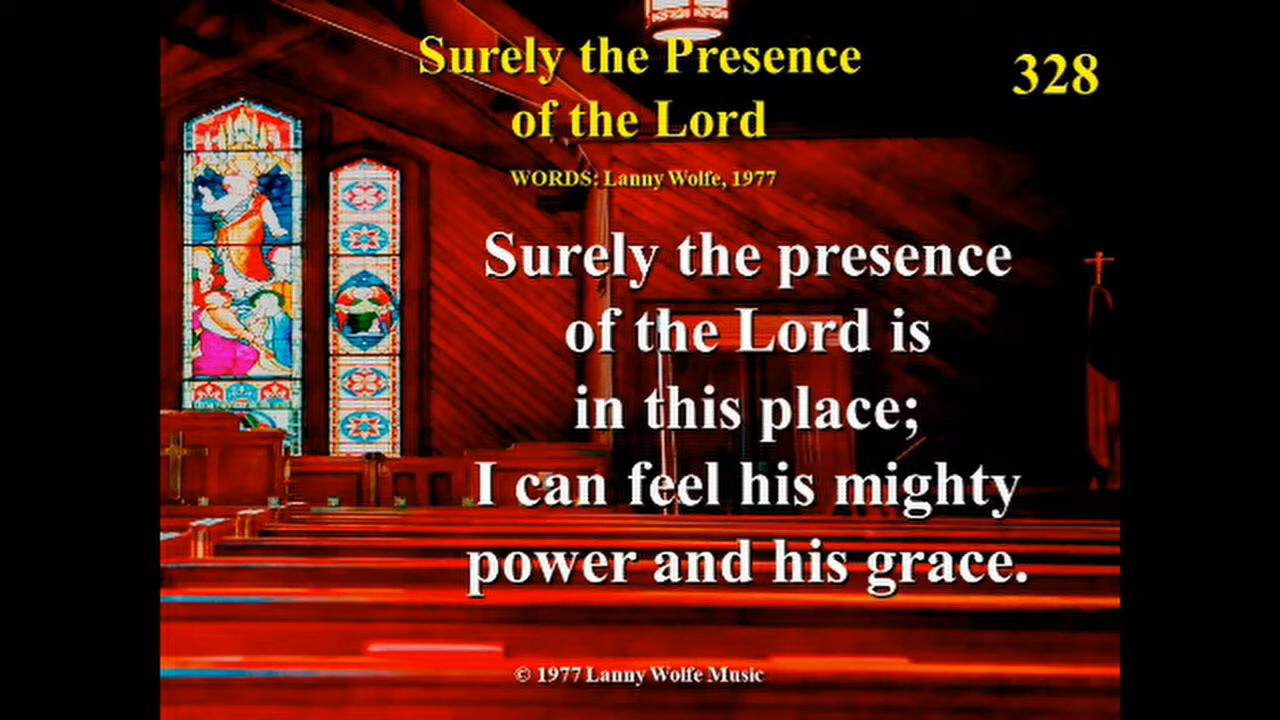 Surely the Presence
of the Lord
328
WORDS: Lanny Wolfe, 1977
Surely the presence
of the Lord is
in this place;
I can feel his mighty
power and his grace.
© 1977 Lanny Wolfe Music